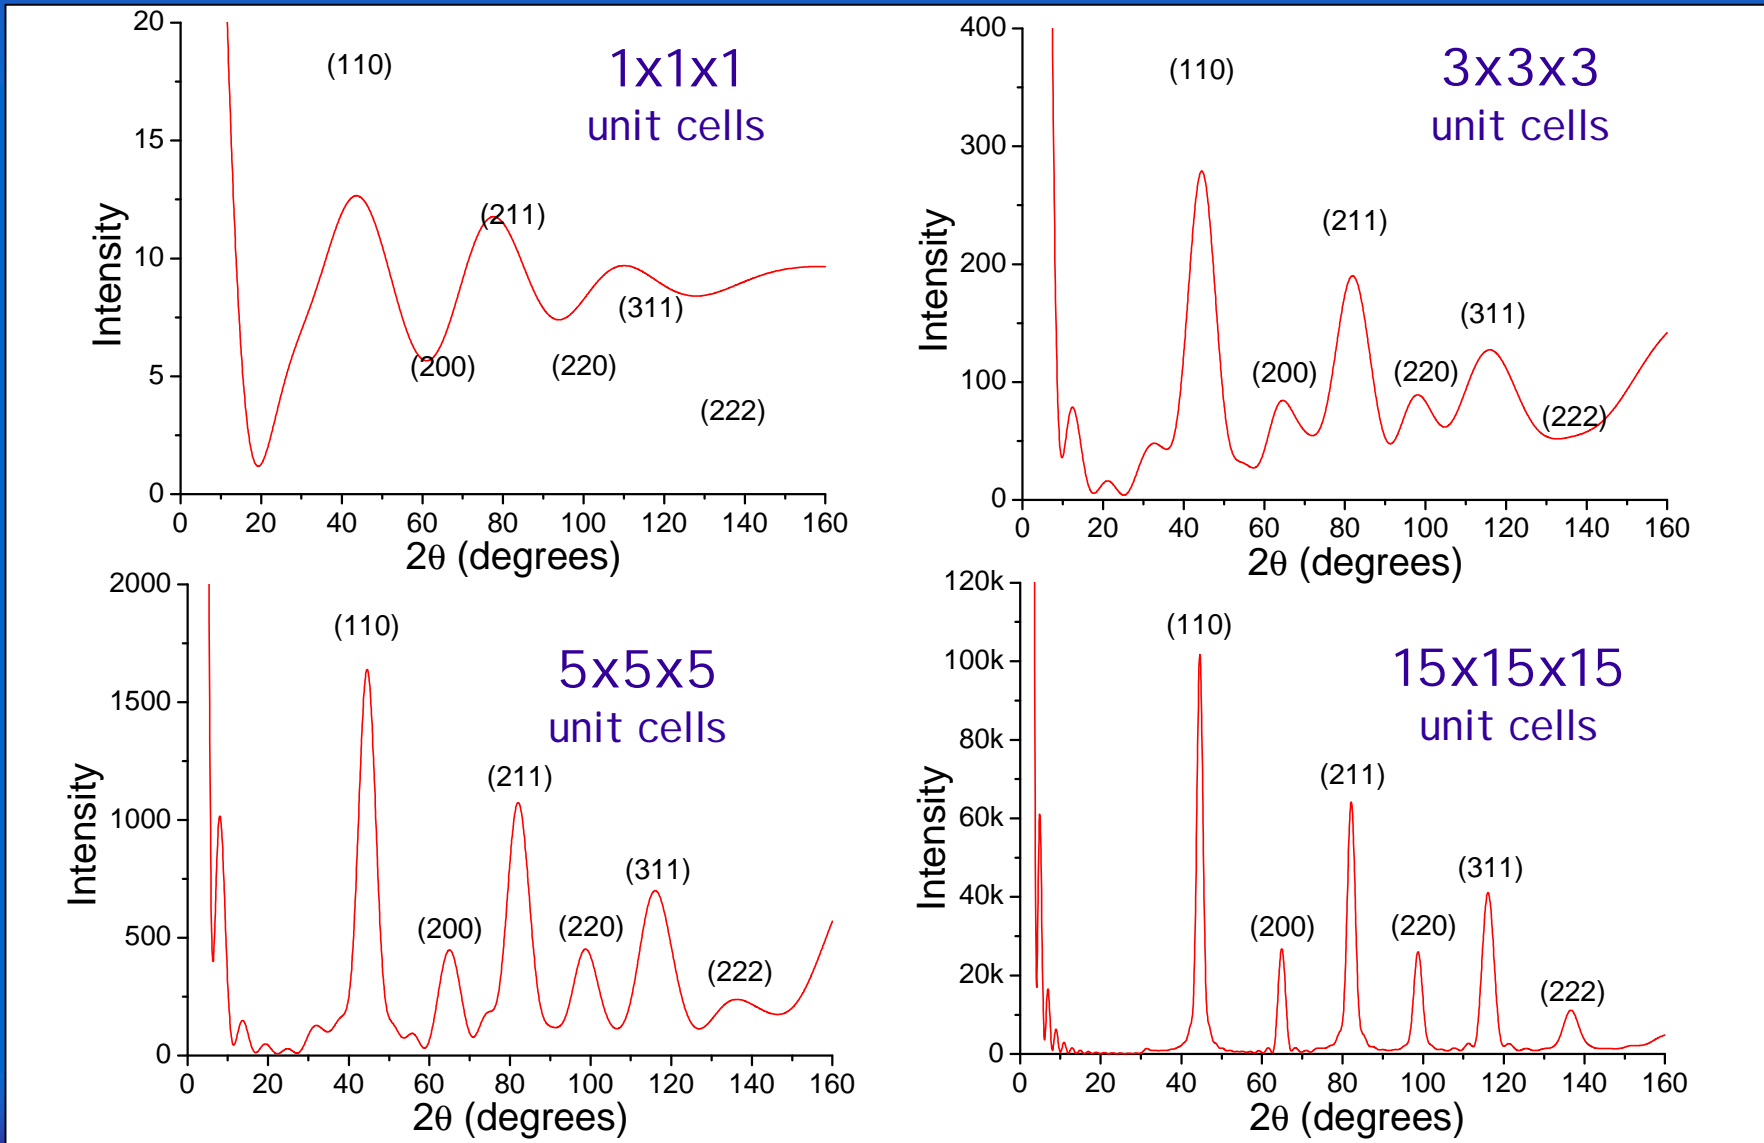 1x1x1
unit cells
(110)
(211)
(200)
(220)
(311)
(222)
Intensity
20
15
10
5
0
0 20 40 60 80 100 120 140 160
2θ (degrees)
3x3x3
unit cells
(110)
(211)
(200)
(220)
(311)
(222)
Intensity
400
300
200
100
0
0 20 40 60 80 100 120 140 160
2θ (degrees)
5x5x5
unit cells
(110)
(211)
(200)
(220)
(311)
(222)
Intensity
2000
1500
1000
500
0
0 20 40 60 80 100 120 140 160
2θ (degrees)
15x15x15
unit cells
(110)
(211)
(200)
(220)
(311)
(222)
Intensity
120k
100k
80k
60k
40k
20k
0
0 20 40 60 80 100 120 140 160
2θ (degrees)